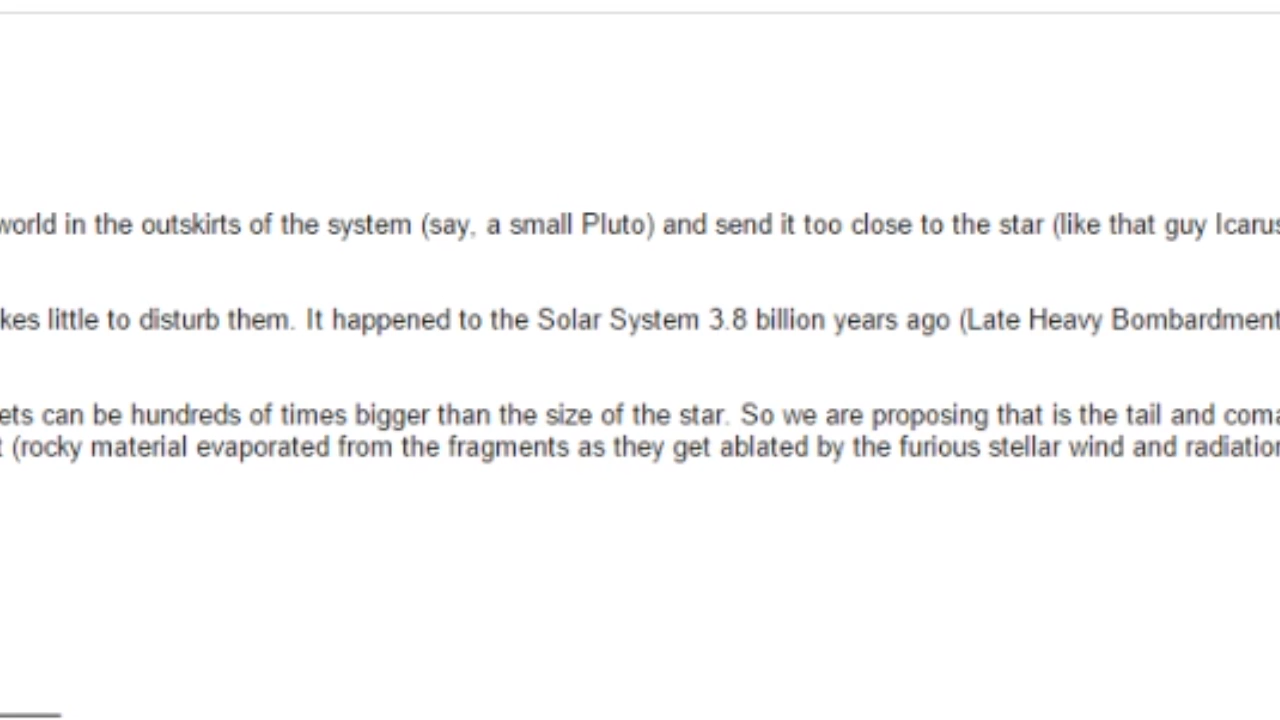 world in the outskirts of the system (say, a small Pluto) and send it too close to the star (like that guy Icarus
kes little to disturb them. It happened to the Solar System 3.8 billion years ago (Late Heavy Bombardment
ets can be hundreds of times bigger than the size of the star. So we are proposing that is the tail and coma
t (rocky material evaporated from the fragments as they get ablated by the furious stellar wind and radiation